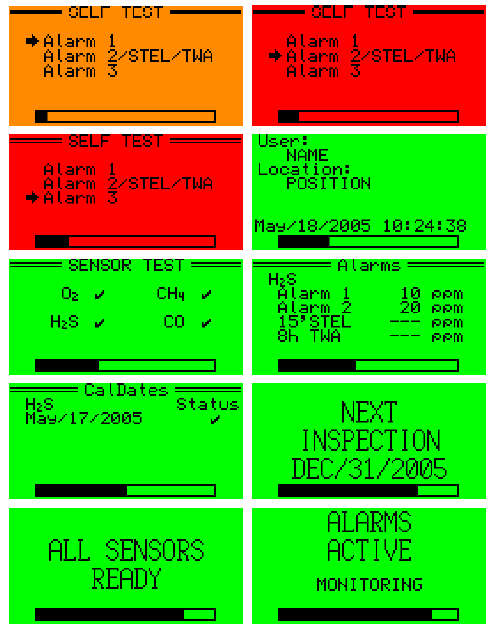 SELF TEST
Alarm 1
Alarm 2/STEL/TWA
Alarm 3
SELF TEST
Alarm 1
Alarm 2/STEL/TWA
Alarm 3
SELF TEST
Alarm 1
Alarm 2/STEL/TWA
Alarm 3
User:
NAME
Location:
POSITION
May/18/2005 10:24:38
SENSOR TEST
O₂ ✔ CH₄ ✔
H₂S ✔ CO ✔
Alarms
H₂S
Alarm 1 10 ppm
Alarm 2 20 ppm
15'STEL --- ppm
8h TWA --- ppm
CalDates
H₂S Status
May/17/2005 ✔
NEXT
INSPECTION
DEC/31/2005
ALL SENSORS
READY
ALARMS
ACTIVE
MONITORING